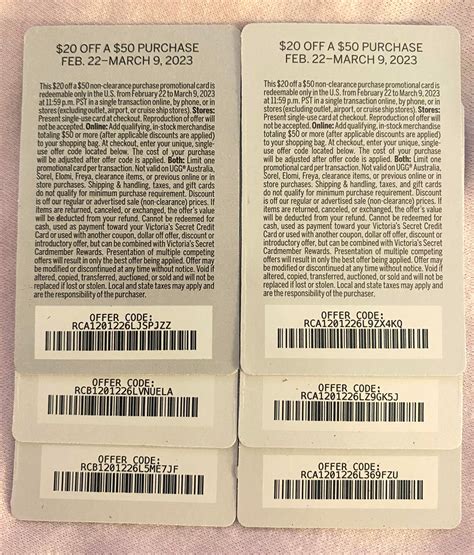 $20 OFF A $50 PURCHASE
FEB. 22–MARCH 9, 2023
This $20 off a $50 non-clearance purchase promotional card is
redeemable only in the U.S. from February 22 to March 9, 2023
at 11:59 p.m. PST in a single transaction online, by phone, or in
stores (excluding outlet, airport, or cruise ship stores). Stores:
Present single-use card at checkout. Reproduction of offer will
not be accepted. Online: Add qualifying, in-stock merchandise
totaling $50 or more (after applicable discounts are applied)
to your shopping bag. At checkout, enter your unique, single-
use offer code located below. The cost of your purchase
will be adjusted after offer code is applied. Both: Limit one
promotional card per transaction. Not valid on UGG® Australia,
Sorel, Elomi, Freya, clearance items, or previous online or in
store purchases. Shipping & handling, taxes, and gift cards
do not qualify for minimum purchase requirement. Discount
is off our regular or advertised sale (non-clearance) prices. If
items are returned, canceled, or exchanged, the offer's value
will be deducted from your refund. Cannot be redeemed for
cash, used as payment toward your Victoria's Secret Credit
Card or used with another coupon, dollar off offer, discount or
introductory offer, but can be combined with Victoria's Secret
Cardmember Rewards. Presentation of multiple competing
offers will result in only the best offer being applied. Offer may
be modified or discontinued at any time without notice. Void if
altered, copied, transferred, auctioned, or sold and will not be
replaced if lost or stolen. Local and state taxes may apply and
are the responsibility of the purchaser.
OFFER CODE:
RCA1201226LJSPJZZ
OFFER CODE:
RCB1201226LVNUELA
OFFER CODE:
RCB1201226L5ME7JF
$20 OFF A $50 PURCHASE
FEB. 22–MARCH 9, 2023
This $20 off a $50 non-clearance purchase promotional card is
redeemable only in the U.S. from February 22 to March 9, 2023
at 11:59 p.m. PST in a single transaction online, by phone, or in
stores (excluding outlet, airport, or cruise ship stores). Stores:
Present single-use card at checkout. Reproduction of offer will
not be accepted. Online: Add qualifying, in-stock merchandise
totaling $50 or more (after applicable discounts are applied)
to your shopping bag. At checkout, enter your unique, single-
use offer code located below. The cost of your purchase
will be adjusted after offer code is applied. Both: Limit one
promotional card per transaction. Not valid on UGG® Australia,
Sorel, Elomi, Freya, clearance items, or previous online or in
store purchases. Shipping & handling, taxes, and gift cards
do not qualify for minimum purchase requirement. Discount
is off our regular or advertised sale (non-clearance) prices. If
items are returned, canceled, or exchanged, the offer's value
will be deducted from your refund. Cannot be redeemed for
cash, used as payment toward your Victoria's Secret Credit
Card or used with another coupon, dollar off offer, discount or
introductory offer, but can be combined with Victoria's Secret
Cardmember Rewards. Presentation of multiple competing
offers will result in only the best offer being applied. Offer may
be modified or discontinued at any time without notice. Void if
altered, copied, transferred, auctioned, or sold and will not be
replaced if lost or stolen. Local and state taxes may apply and
are the responsibility of the purchaser.
OFFER CODE:
RCA1201226L9ZX4KQ
OFFER CODE:
RCA1201226LZ9GK5J
OFFER CODE:
RCA1201226L369FZU